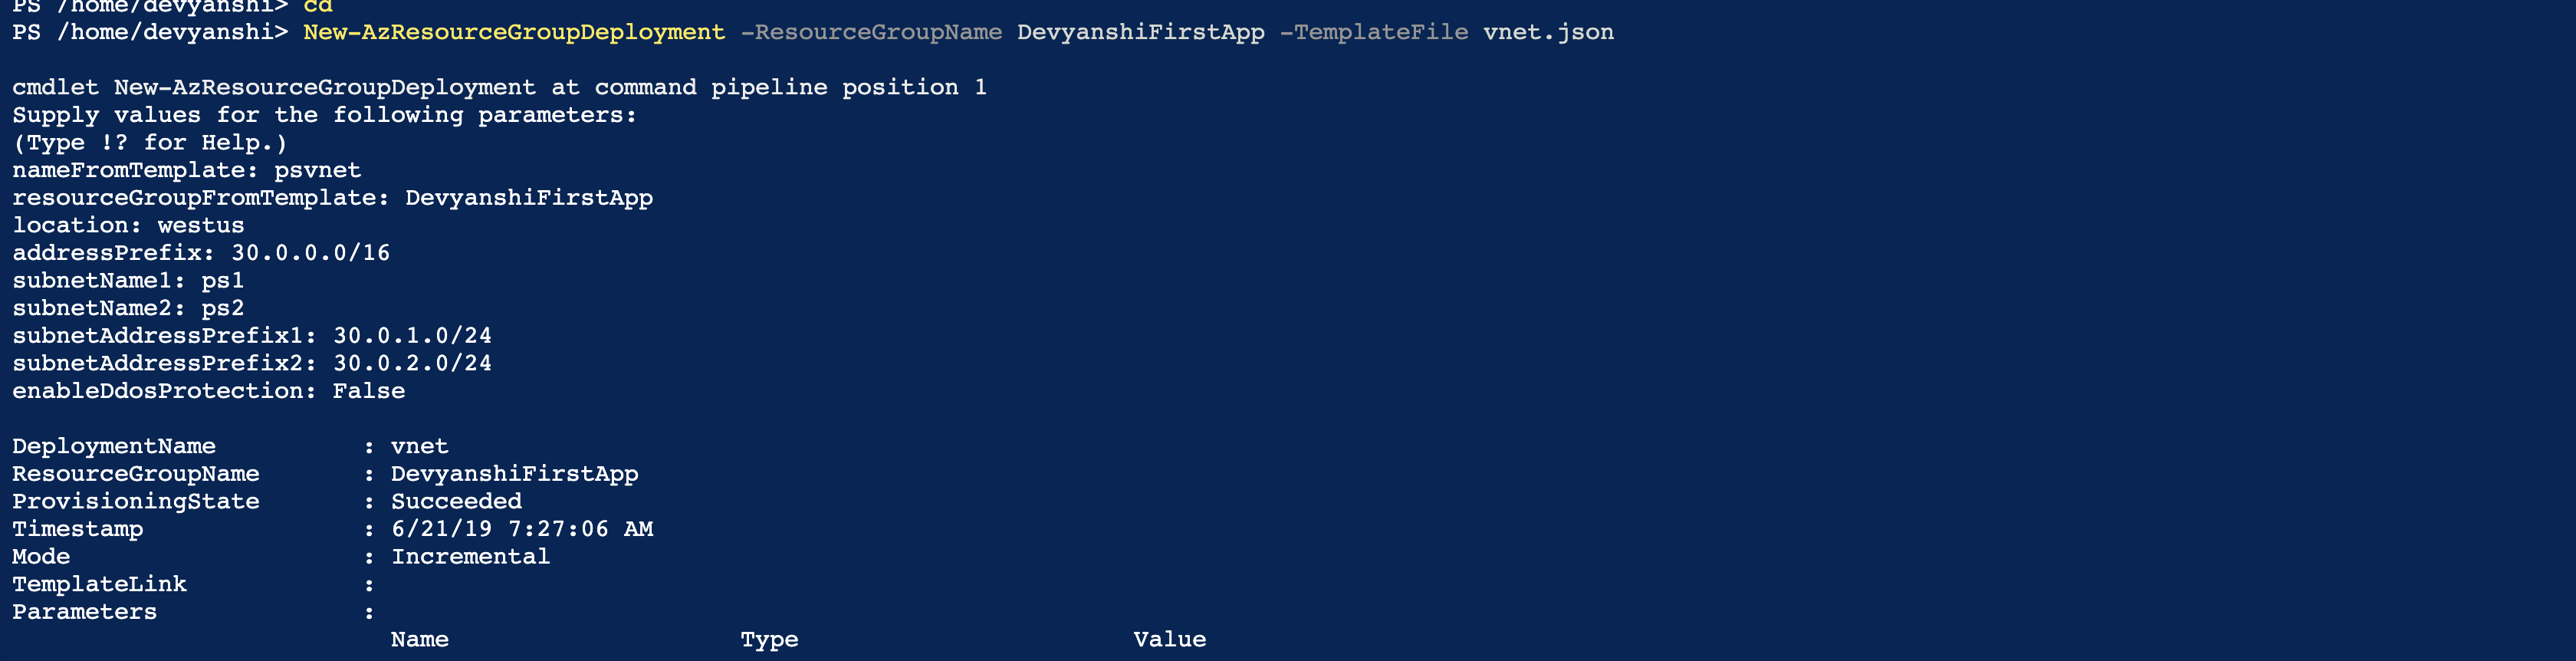 PS /home/devyanshi> cd
PS /home/devyanshi> New-AzResourceGroupDeployment -ResourceGroupName DevyanshiFirstApp -TemplateFile vnet.json
cmdlet New-AzResourceGroupDeployment at command pipeline position 1
Supply values for the following parameters:
(Type !? for Help.)
nameFromTemplate: psvnet
resourceGroupFromTemplate: DevyanshiFirstApp
location: westus
addressPrefix: 30.0.0.0/16
subnetName1: ps1
subnetName2: ps2
subnetAddressPrefix1: 30.0.1.0/24
subnetAddressPrefix2: 30.0.2.0/24
enableDdosProtection: False
DeploymentName : vnet
ResourceGroupName : DevyanshiFirstApp
ProvisioningState : Succeeded
Timestamp : 6/21/19 7:27:06 AM
Mode : Incremental
TemplateLink :
Parameters :
Name Type Value